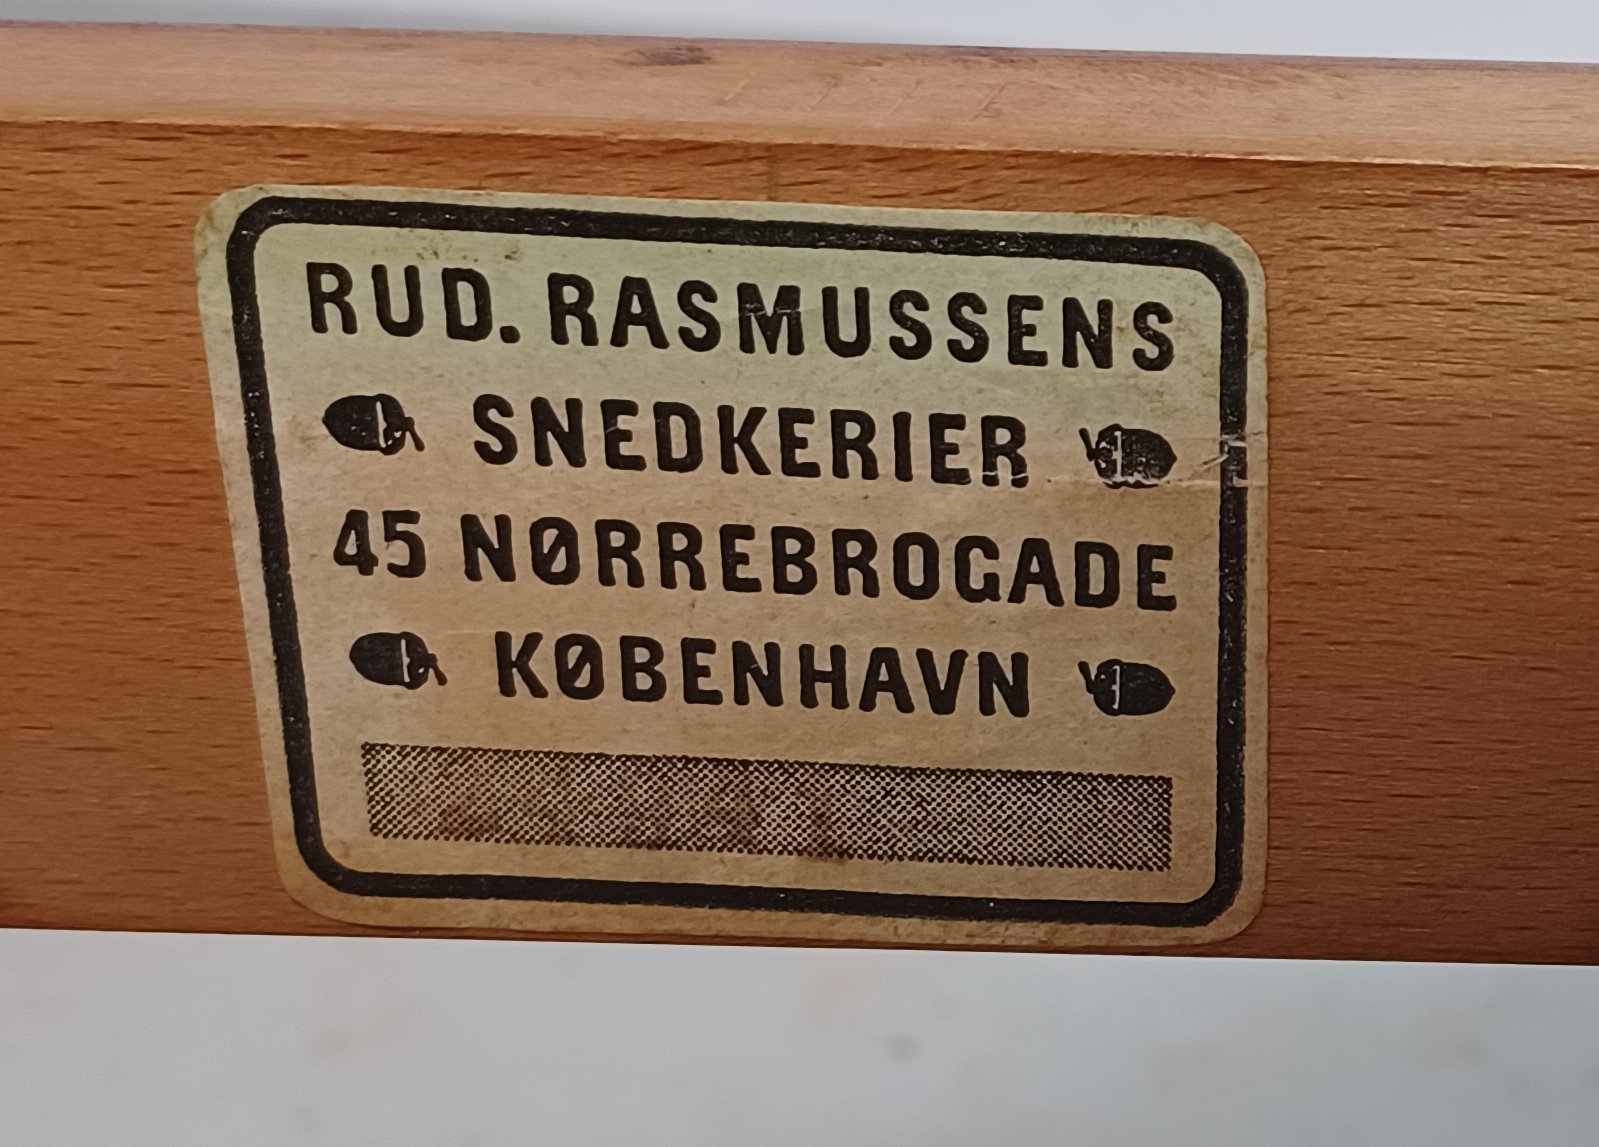 RUD. RASMUSSENS
SNEDKERIER
45 NØRREBROGADE
KØBENHAVN